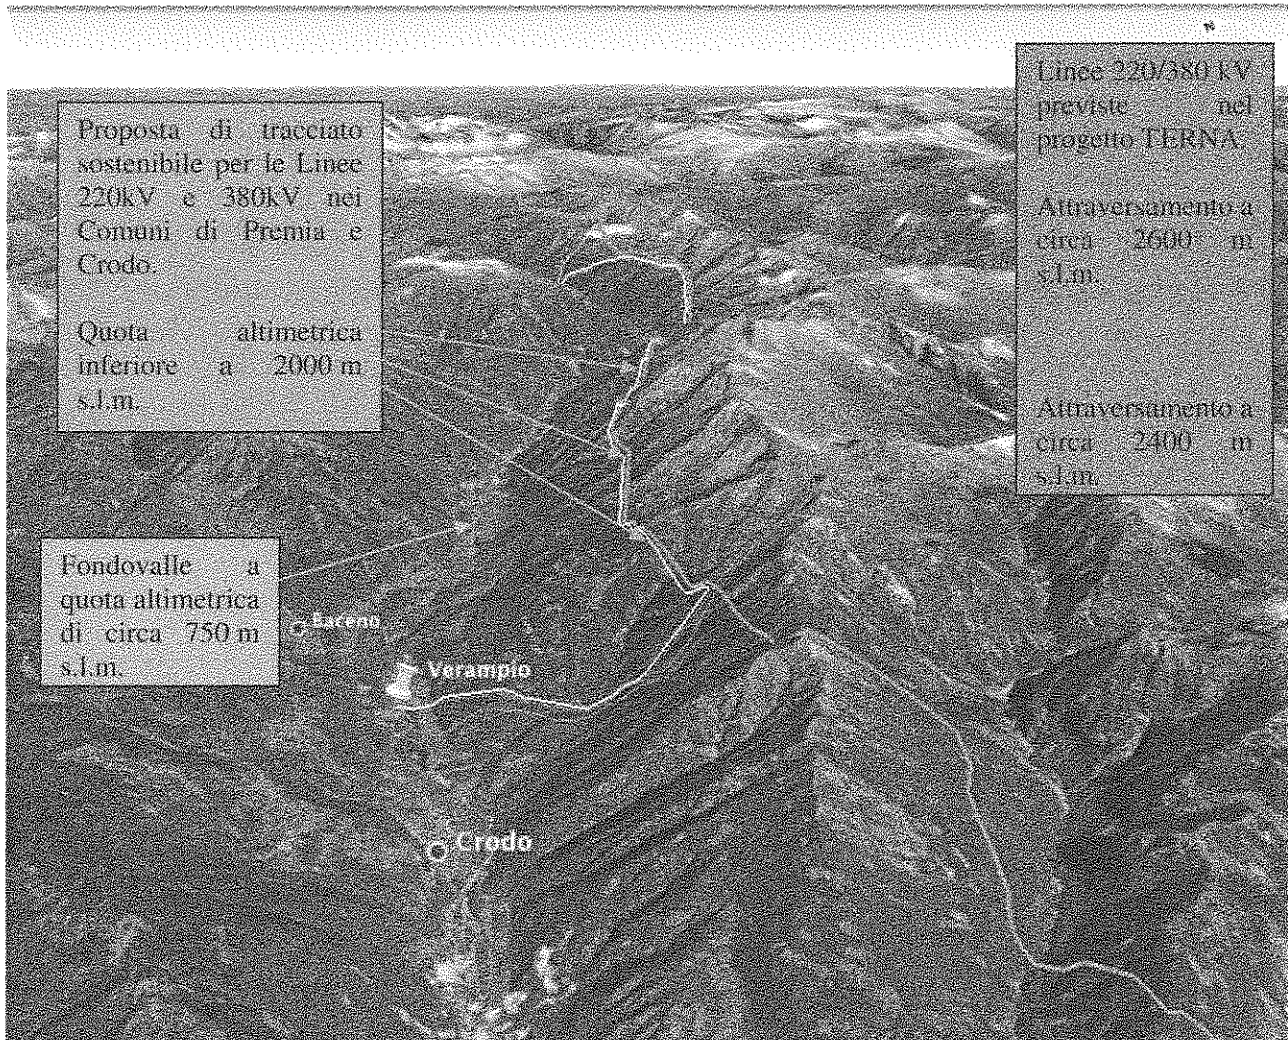 Proposta di tracciato
sostenibile per le Linee
220kV e 380kV nei
Comuni di Premia e
Crodo.
Quota altimetrica
inferiore a 2000 m
s.l.m.
Linee 220/380 kV
previste nel
progetto TERNA.
Attraversamento a
circa 2600 m
s.l.m.
Attraversamento a
circa 2400 m
s.l.m.
Fondovalle a
quota altimetrica
di circa 750 m
s.l.m.
Baceno
Verampio
Crodo